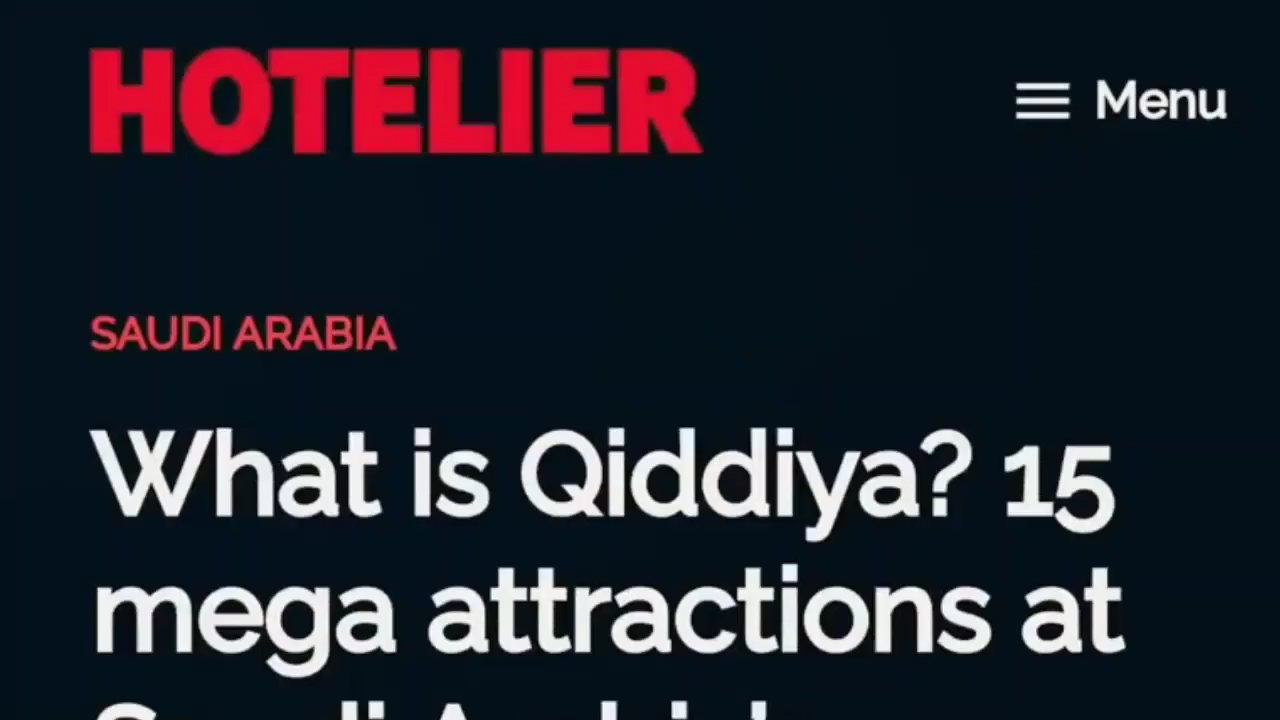 HOTELIER
Menu
SAUDI ARABIA
What is Qiddiya? 15
mega attractions at